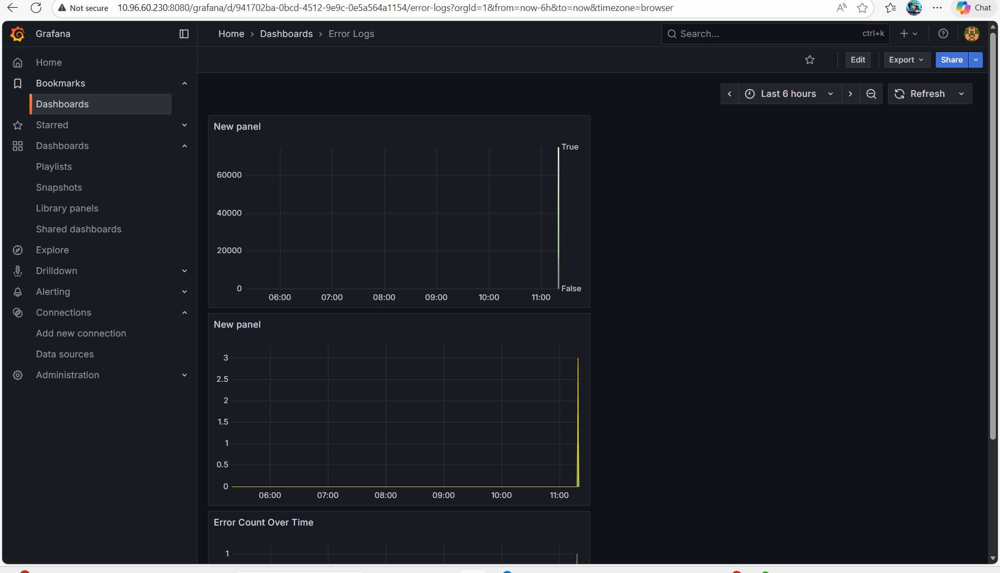 Not secure
10.96.60.230:8080/grafana/d/941702ba-0bcd-4512-9e9c-0e5a564a1154/error-logs?orgId=1&from=now-6h&to=now&timezone=browser
Chat
Grafana
Home › Dashboards › Error Logs
Search...
ctrl+k
Edit
Export
Share
Home
Bookmarks
Dashboards
Starred
Dashboards
Playlists
Snapshots
Library panels
Shared dashboards
Explore
Drilldown
Alerting
Connections
Add new connection
Data sources
Administration
Last 6 hours
Refresh
New panel
True
60000
40000
20000
0
False
06:00 07:00 08:00 09:00 10:00 11:00
New panel
3
2.5
2
1.5
1
0.5
0
06:00 07:00 08:00 09:00 10:00 11:00
Error Count Over Time
1